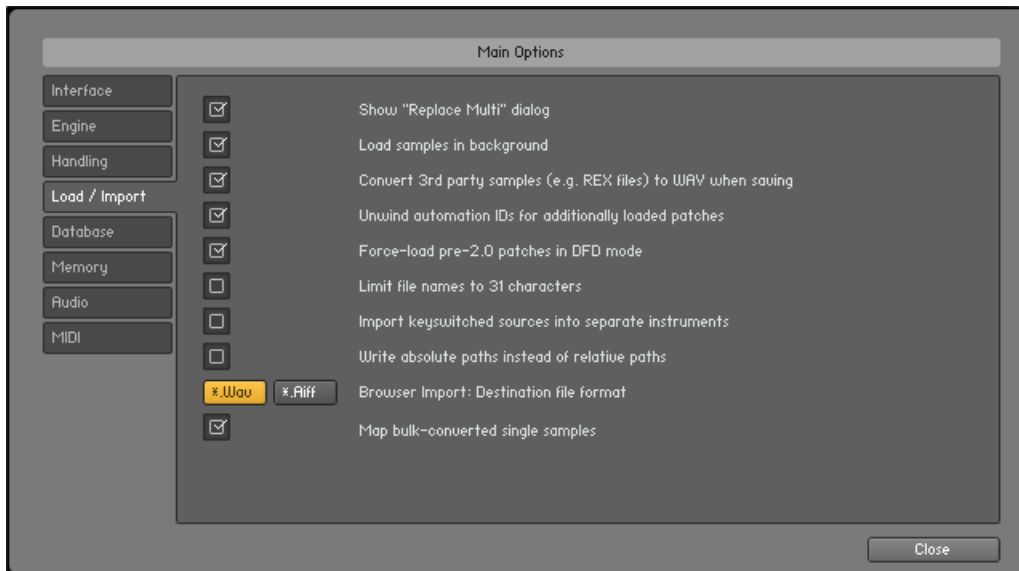 Main Options
Interface
Engine
Handling
Load / Import
Database
Memory
Audio
MIDI
Show "Replace Multi" dialog
Load samples in background
Convert 3rd party samples (e.g. REX files) to WAV when saving
Unwind automation IDs for additionally loaded patches
Force-load pre-2.0 patches in DFD mode
Limit file names to 31 characters
Import keyswitched sources into separate instruments
Write absolute paths instead of relative paths
*.Wav *.Aiff Browser Import: Destination file format
Map bulk-converted single samples
Close